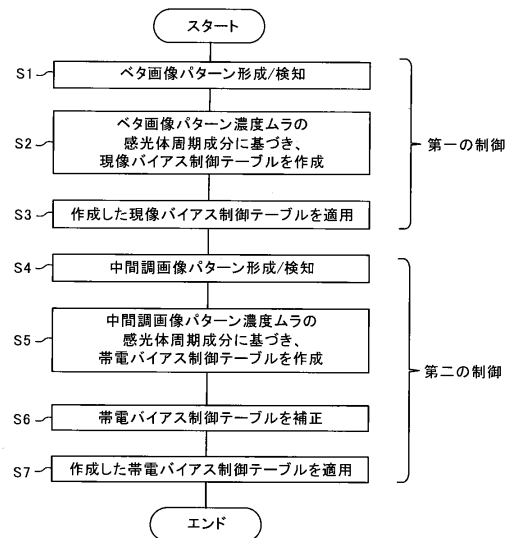 スタート
S1
ベタ画像パターン形成/検知
S2
ベタ画像パターン濃度ムラの
感光体周期成分に基づき、
現像バイアス制御テーブルを作成
S3
作成した現像バイアス制御テーブルを適用
第一の制御
S4
中間調画像パターン形成/検知
S5
中間調画像パターン濃度ムラの
感光体周期成分に基づき、
帯電バイアス制御テーブルを作成
S6
帯電バイアス制御テーブルを補正
S7
作成した帯電バイアス制御テーブルを適用
第二の制御
エンド